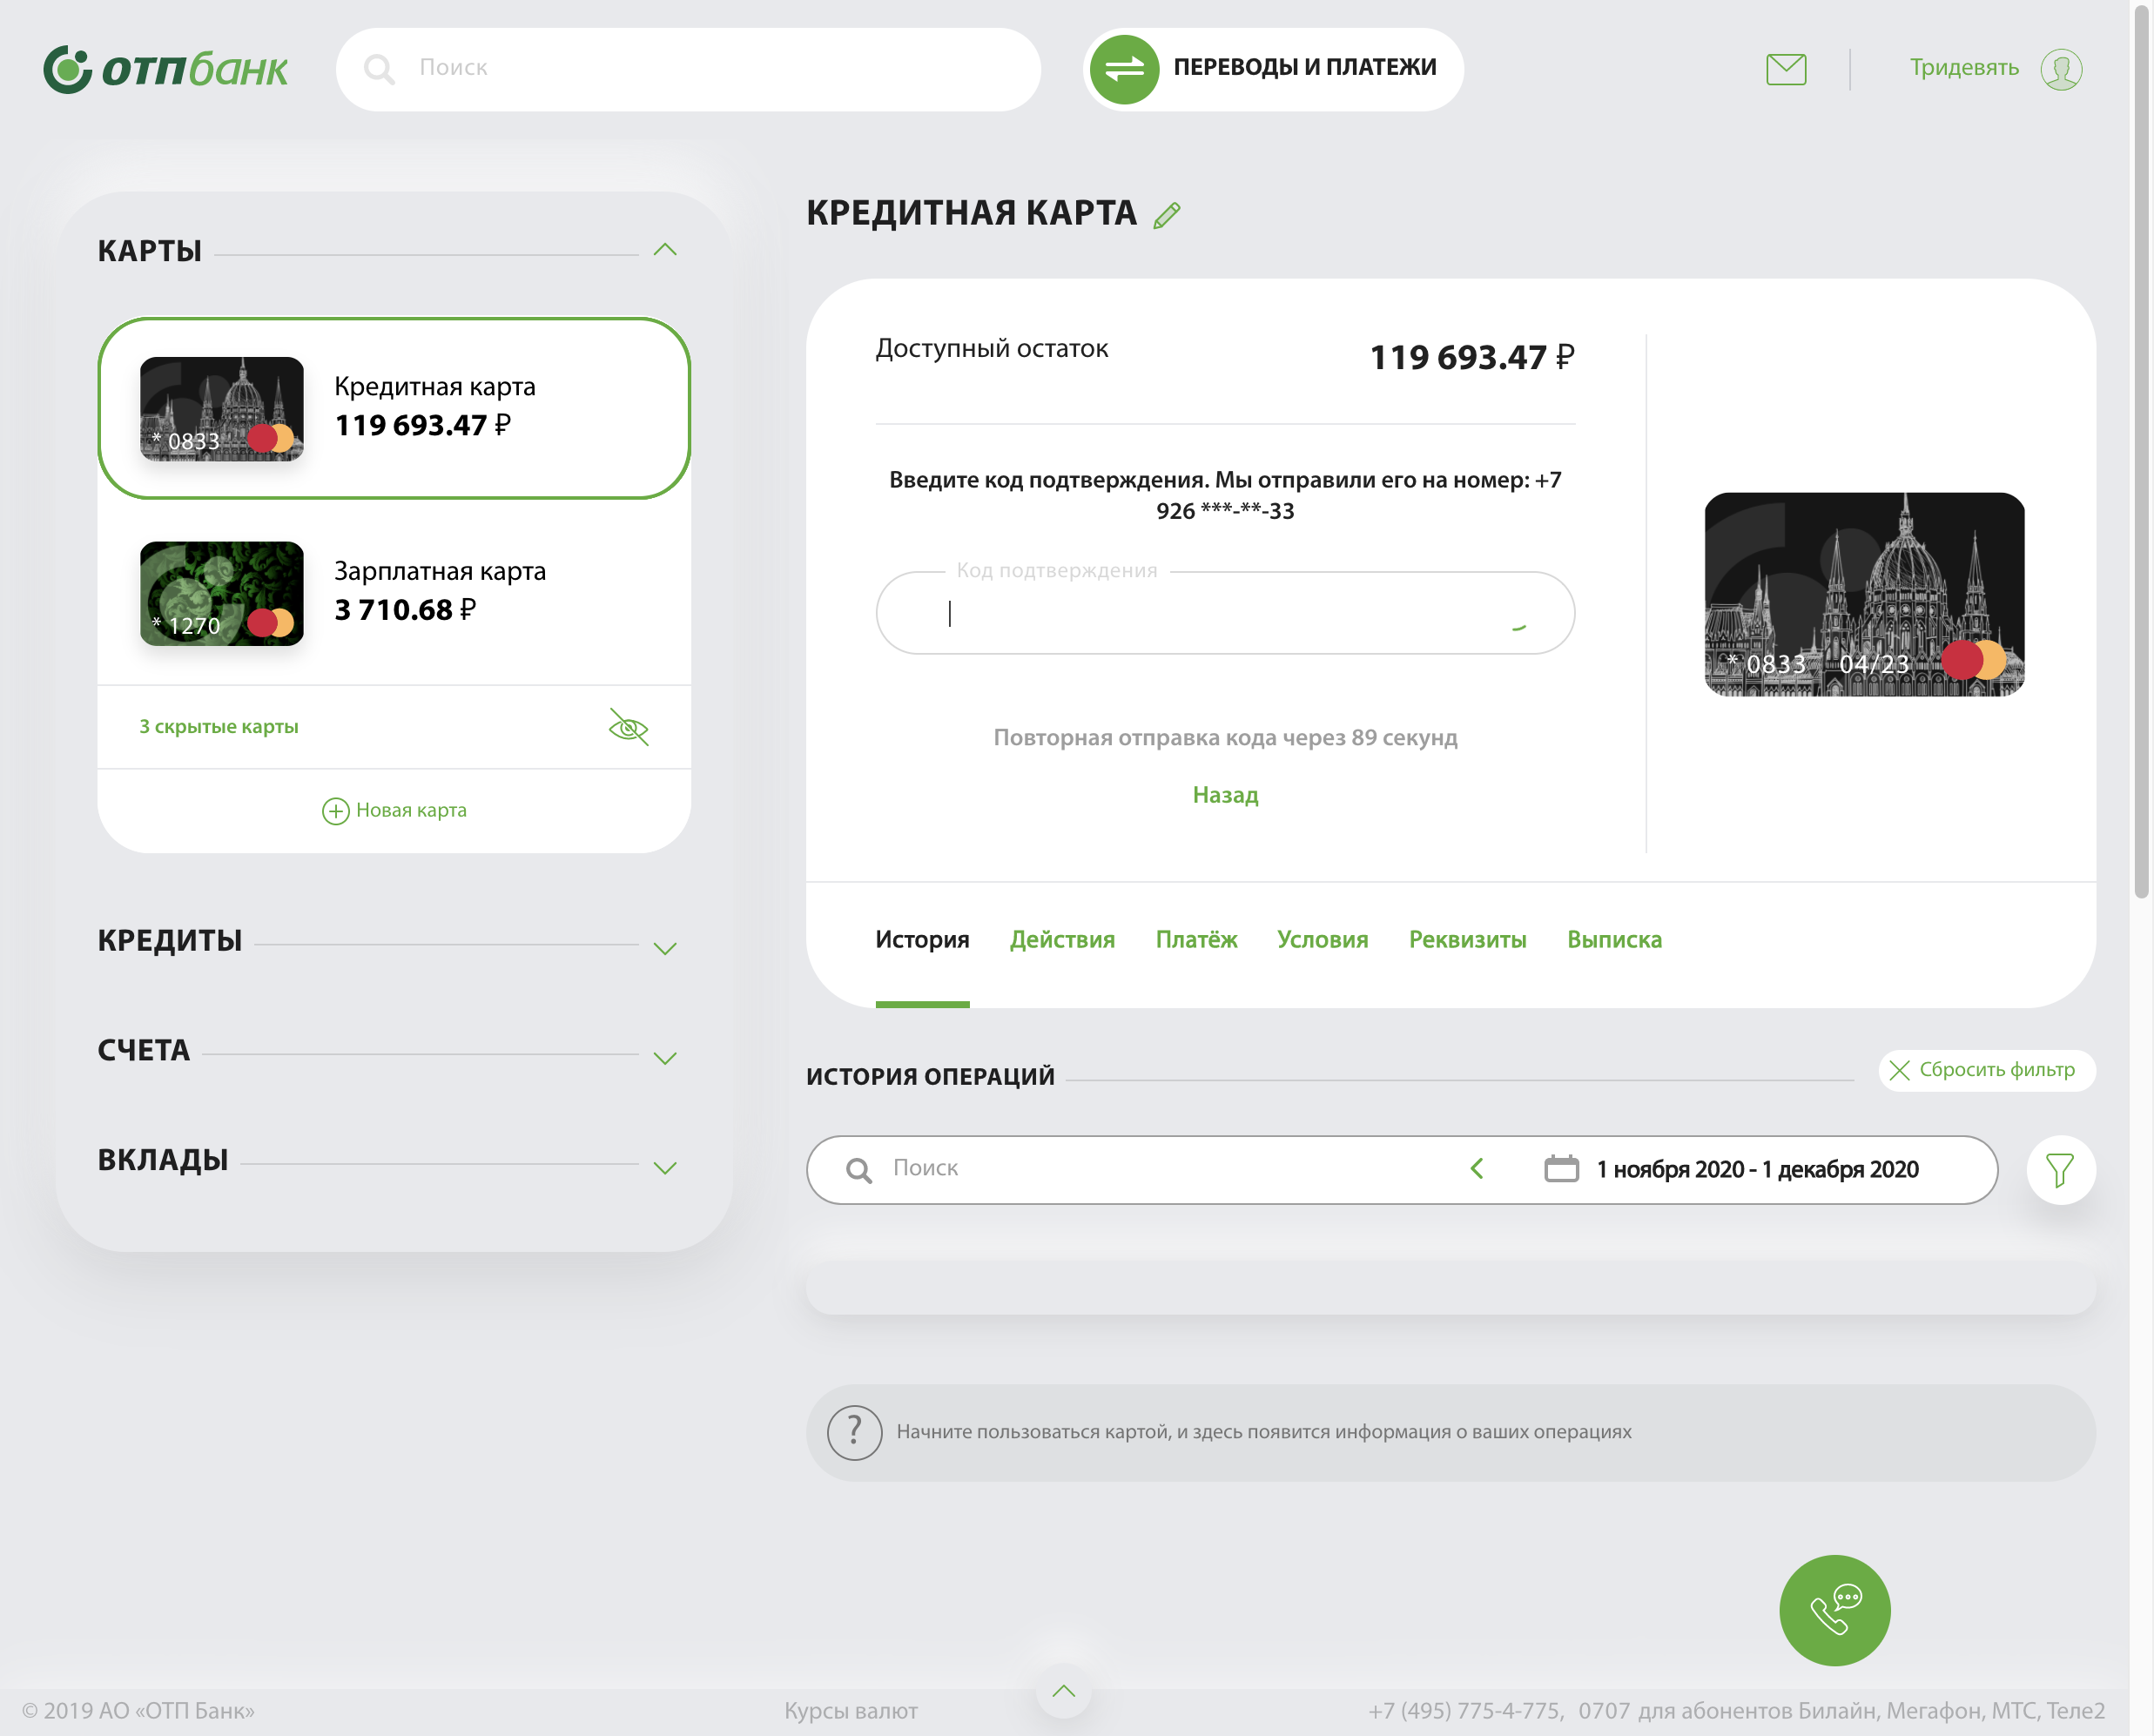 отпбанк
Поиск
ПЕРЕВОДЫ И ПЛАТЕЖИ
Тридевять
КАРТЫ
Кредитная карта
119 693.47 ₽
* 0833
Зарплатная карта
3 710.68 ₽
* 1270
3 скрытые карты
Новая карта
КРЕДИТЫ
СЧЕТА
ВКЛАДЫ
КРЕДИТНАЯ КАРТА
Доступный остаток
119 693.47 ₽
Введите код подтверждения. Мы отправили его на номер: +7
926 ***-**-33
Код подтверждения
Повторная отправка кода через 89 секунд
Назад
* 0833 04/23
История Действия Платёж Условия Реквизиты Выписка
ИСТОРИЯ ОПЕРАЦИЙ
Сбросить фильтр
Поиск
1 ноября 2020 - 1 декабря 2020
? Начните пользоваться картой, и здесь появится информация о ваших операциях
© 2019 АО «ОТП Банк»
Курсы валют
+7 (495) 775-4-775, 0707 для абонентов Билайн, Мегафон, МТС, Теле2